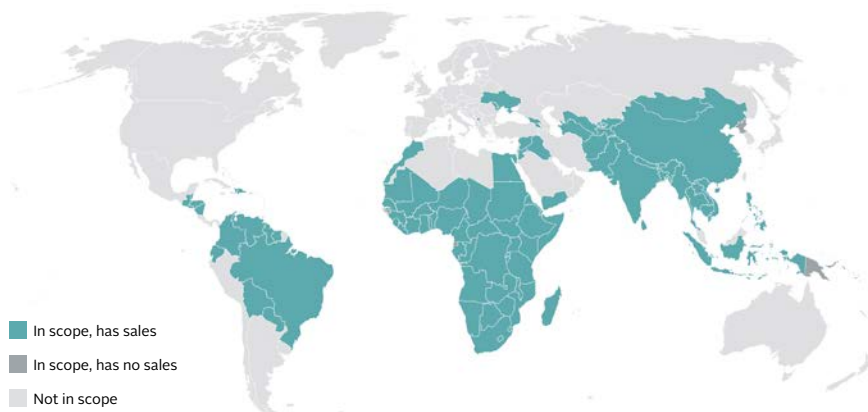 In scope, has sales
In scope, has no sales
Not in scope